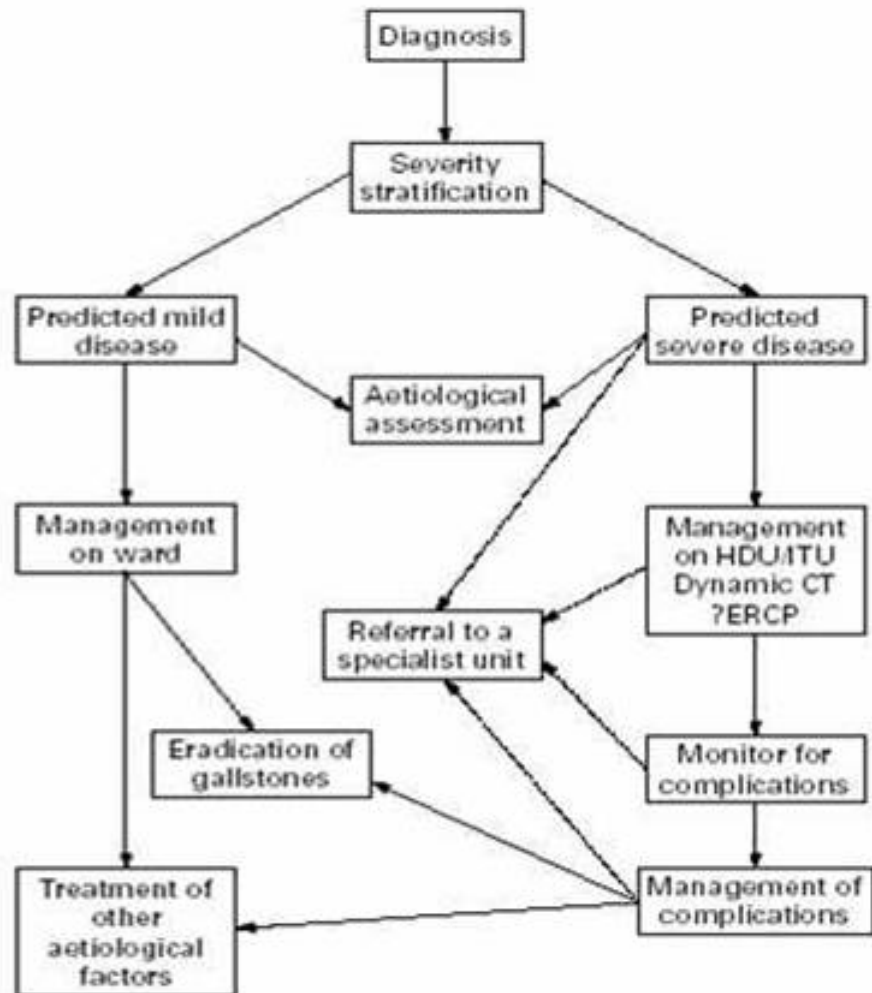 Diagnosis
Severity
stratification
Predicted mild
disease
Predicted
severe disease
Aetiological
assessment
Management
on ward
Management
on HDU/ITU
Dynamic CT
?ERCP
Referral to a
specialist unit
Eradication of
gallstones
Monitor for
complications
Treatment of
other
aetiological
factors
Management of
complications